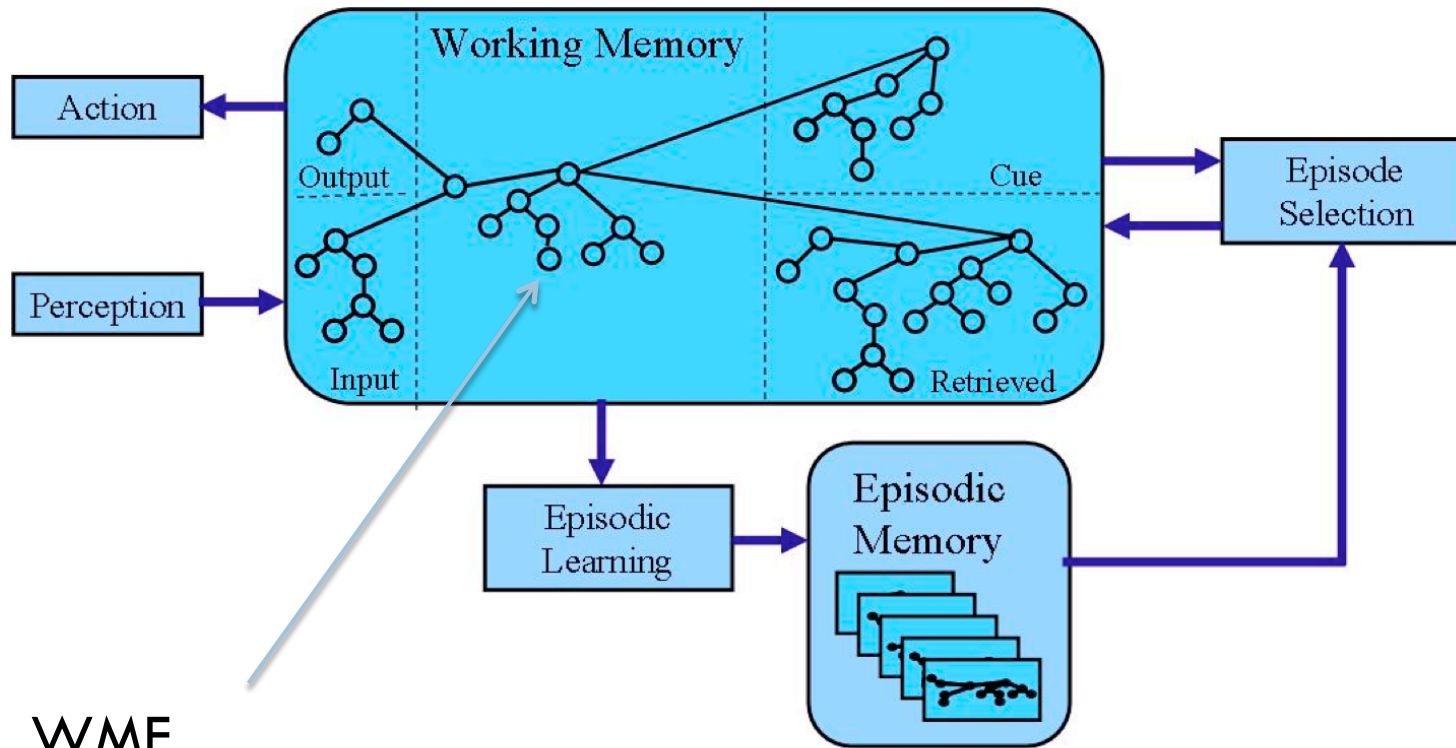 Working Memory
Action
Output
Cue
Episode
Selection
Perception
Input
Retrieved
Episodic
Learning
Episodic
Memory
WME